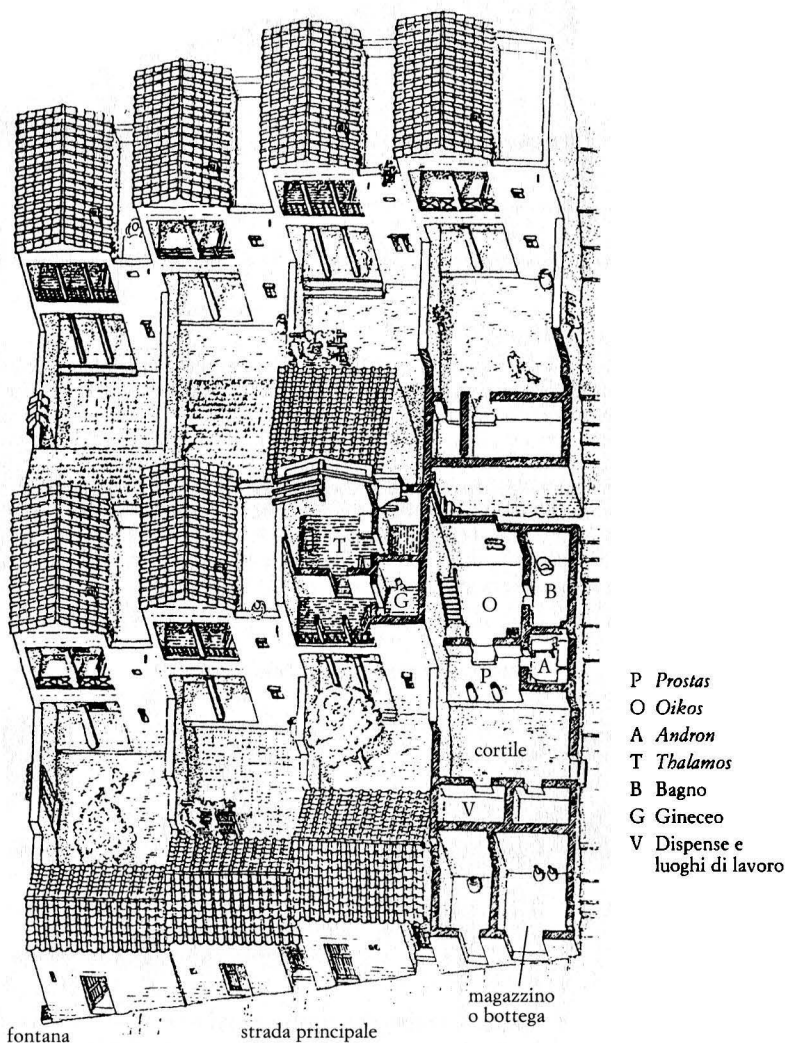 T
G
O
B
P
A
cortile
V
magazzino
o bottega
fontana
strada principale
P Prostas
O Oikos
A Andron
T Thalamos
B Bagno
G Gineceo
V Dispense e
luoghi di lavoro